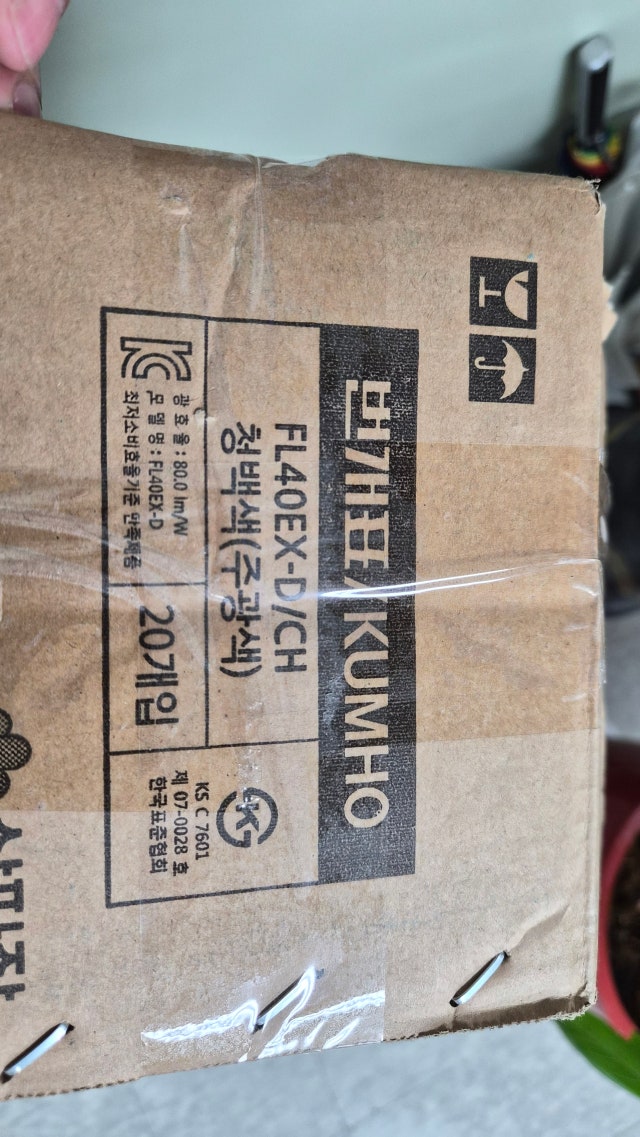 번개표/KUMHO
FL40EX-D/CH
청백색(주광색)
광 효 율 : 80.0 lm/W
모 델 명 : FL40EX-D
최저소비효율기준 만족제품
20개입
KS C 7601
제 07-0028 호
한국표준협회